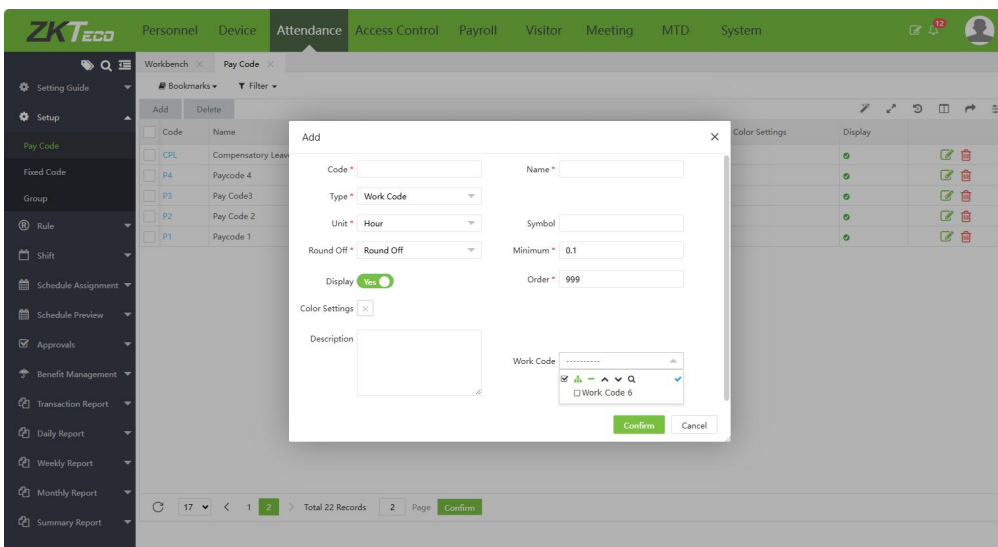 ZKTeco Personnel Device Attendance Access Control Payroll Visitor Meeting MTD System 12
Workbench Pay Code
Bookmarks Filter
Add Delete
Code Name Color Settings Display
CPL Compensatory Leav
P4 Paycode 4
P3 Pay Code3
P2 Pay Code 2
P1 Paycode 1
Setting Guide
Setup
Pay Code
Fixed Code
Group
Rule
Shift
Schedule Assignment
Schedule Preview
Approvals
Benefit Management
Transaction Report
Daily Report
Weekly Report
Monthly Report
Summary Report
Add
Code * Name *
Type * Work Code
Unit * Hour Symbol
Round Off * Round Off Minimum * 0.1
Display Yes Order * 999
Color Settings
Description
Work Code ----------
Work Code 6
Confirm Cancel
17 1 2 Total 22 Records 2 Page Confirm